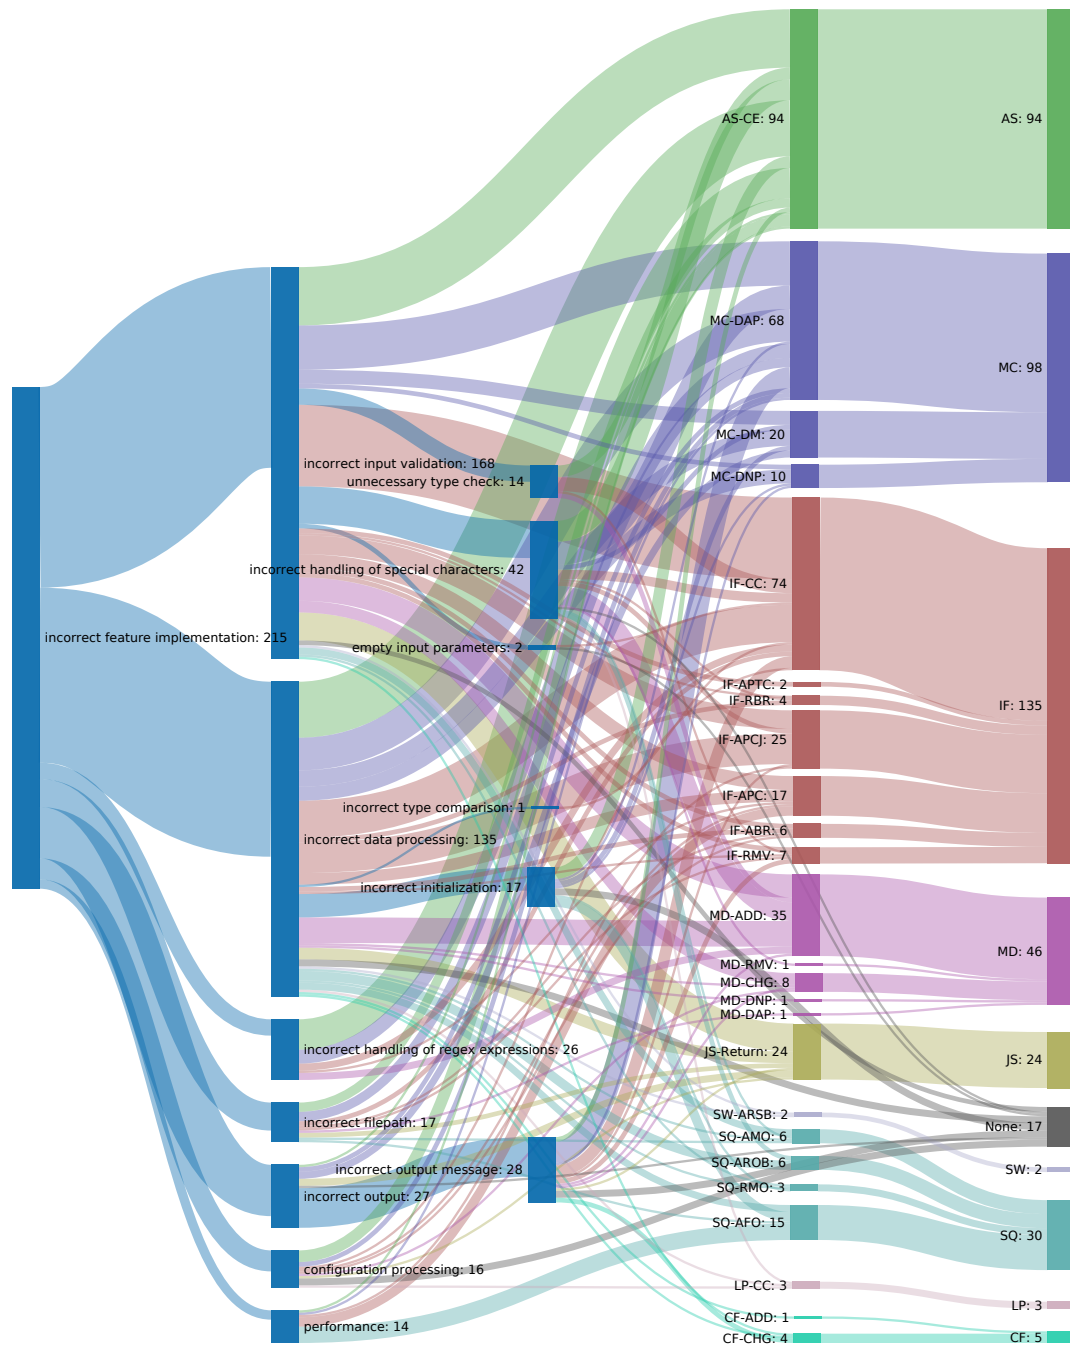 AS-CE: 94
AS: 94
MC-DAP: 68
MC: 98
MC-DM: 20
incorrect input validation: 168
MC-DNP: 10
unnecessary type check: 14
incorrect handling of special characters: 42
IF-CC: 74
incorrect feature implementation: 215
empty input parameters: 2
IF-APTC: 2
IF-RBR: 4
IF: 135
IF-APCJ: 25
IF-APC: 17
incorrect type comparison: 1
IF-ABR: 6
incorrect data processing: 135
IF-RMV: 7
incorrect initialization: 17
MD-ADD: 35
MD: 46
MD-RMV: 1
MD-CHG: 8
MD-DNP: 1
MD-DAP: 1
incorrect handling of regex expressions: 26
JS-Return: 24
JS: 24
SW-ARSB: 2
incorrect filepath: 17
None: 17
SQ-AMO: 6
SQ-AROB: 6
incorrect output message: 28
SW: 2
SQ-RMO: 3
incorrect output: 27
SQ-AFO: 15
SQ: 30
configuration processing: 16
LP-CC: 3
LP: 3
CF-ADD: 1
performance: 14
CF-CHG: 4
CF: 5